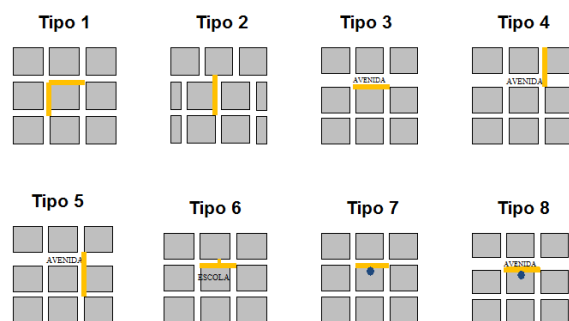 Tipo 1
Tipo 2
Tipo 3
Tipo 4
AVENIDA
AVENIDA
Tipo 5
Tipo 6
Tipo 7
Tipo 8
AVENIDA
ESCOLA
AVENIDA